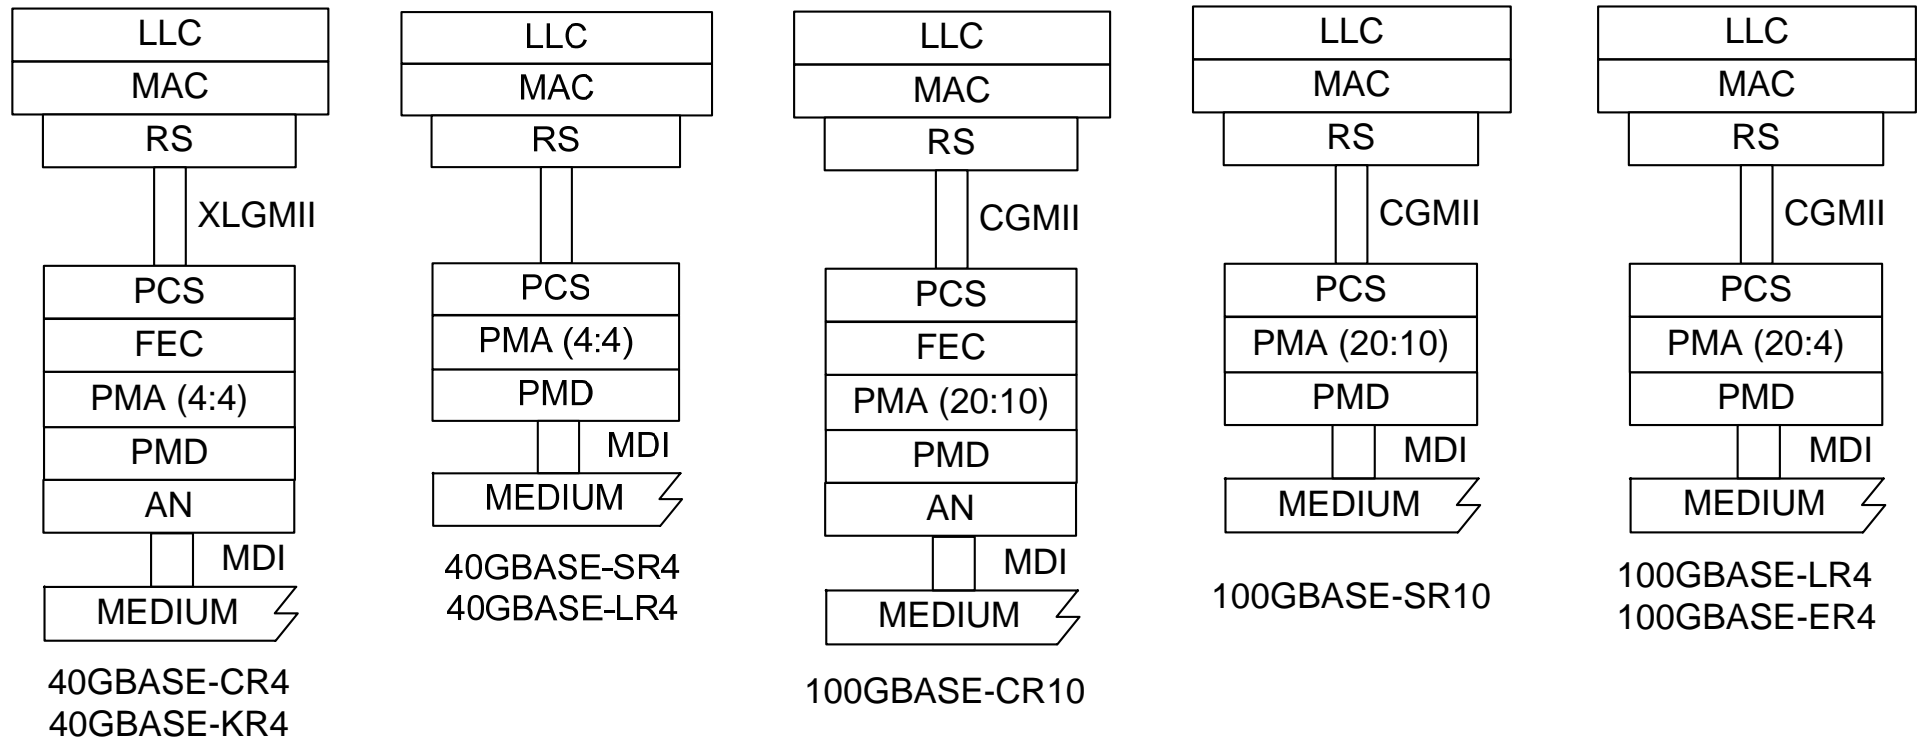 LLC
MAC
RS
XLGMII
PCS
FEC
PMA (4:4)
PMD
AN
MDI
MEDIUM
40GBASE-CR4
40GBASE-KR4
LLC
MAC
RS
PCS
PMA (4:4)
PMD
MDI
MEDIUM
40GBASE-SR4
40GBASE-LR4
LLC
MAC
RS
CGMII
PCS
FEC
PMA (20:10)
PMD
AN
MDI
MEDIUM
100GBASE-CR10
LLC
MAC
RS
CGMII
PCS
PMA (20:10)
PMD
MDI
MEDIUM
100GBASE-SR10
LLC
MAC
RS
CGMII
PCS
PMA (20:4)
PMD
MDI
MEDIUM
100GBASE-LR4
100GBASE-ER4